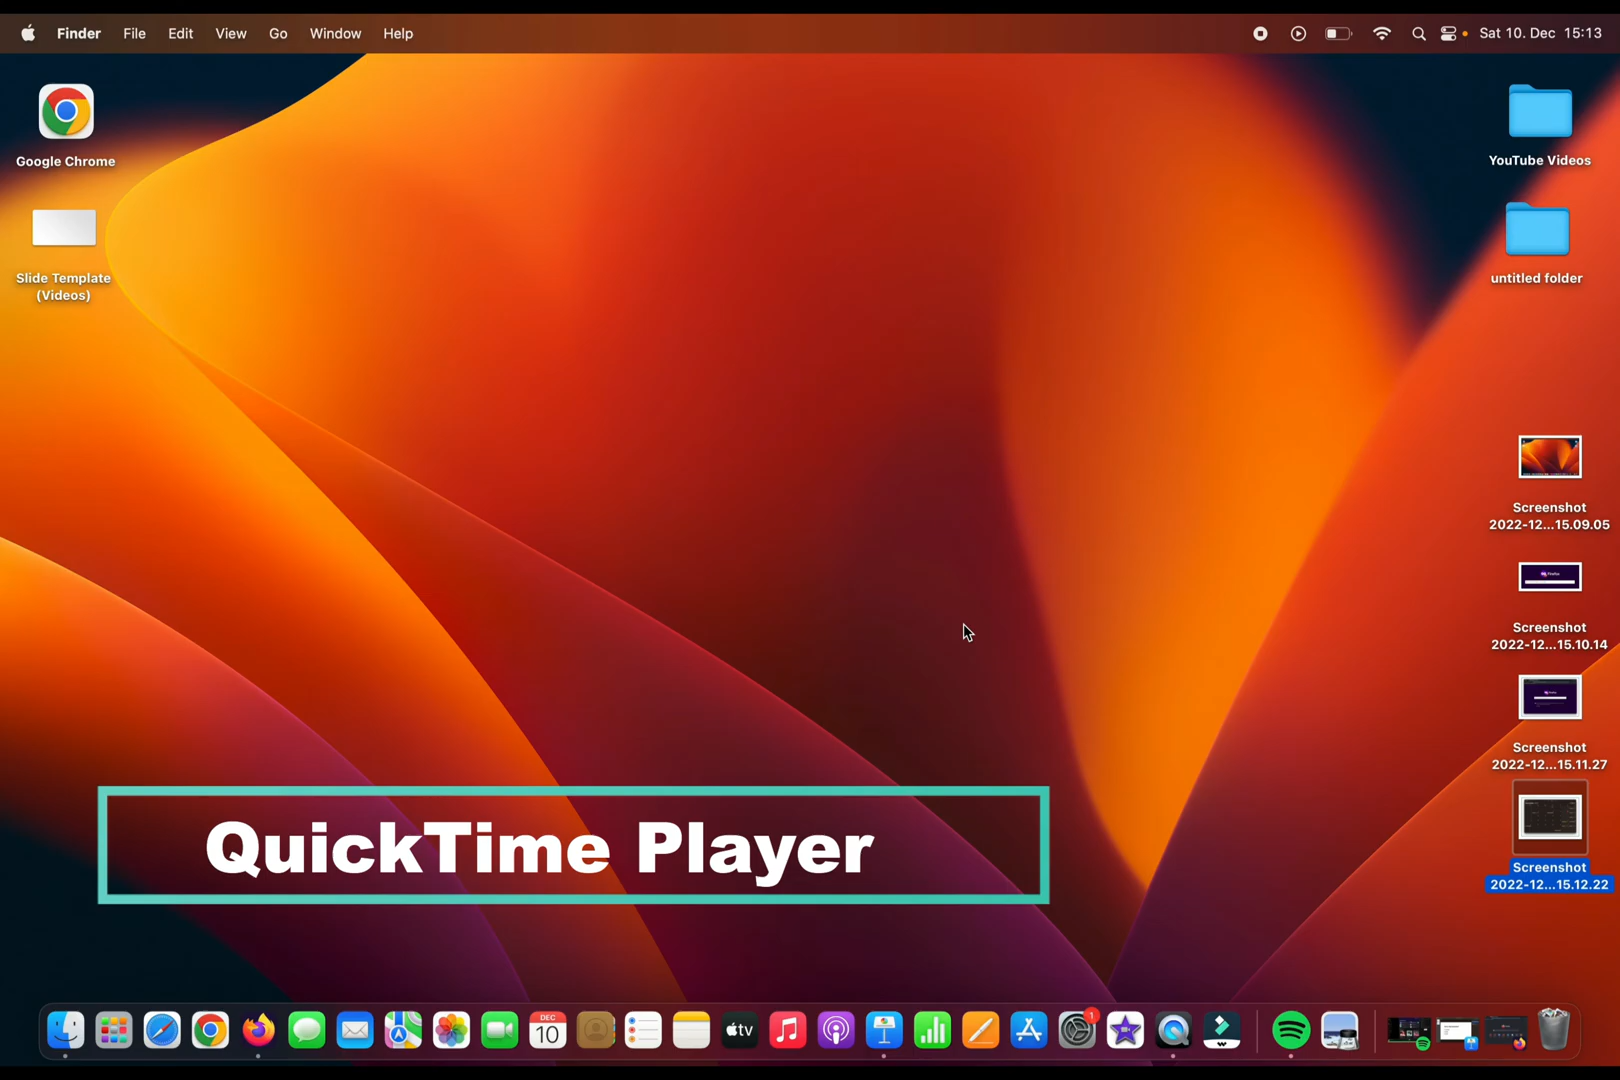 Finder File Edit View Go Window Help
Sat 10. Dec 15:13
Google Chrome
Slide Template
(Videos)
YouTube Videos
untitled folder
Screenshot
2022-12...15.09.05
Screenshot
2022-12...15.10.14
Screenshot
2022-12...15.11.27
Screenshot
2022-12...15.12.22
QuickTime Player
DEC
10
tv
1